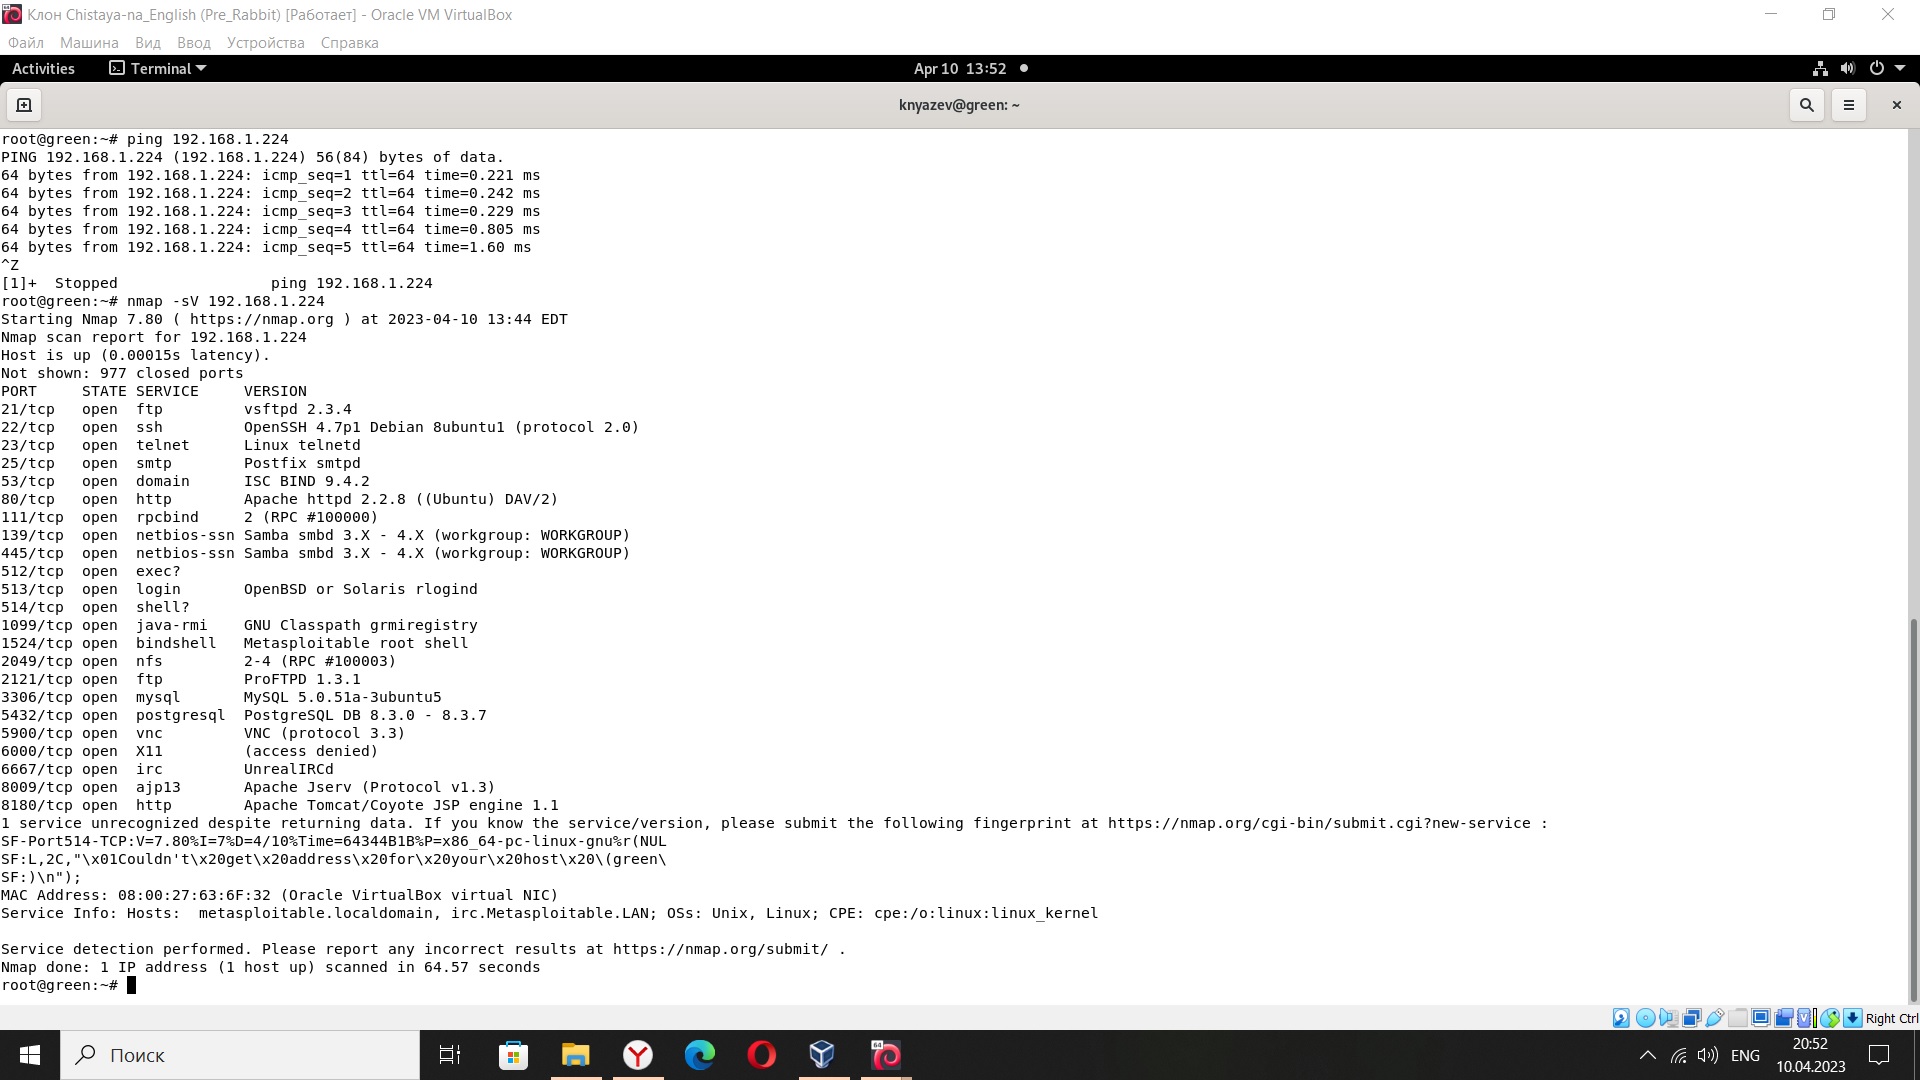 Клон Chistaya-na_English (Pre_Rabbit) [Работает] - Oracle VM VirtualBox
Файл Машина Вид Ввод Устройства Справка
Activities Terminal Apr 10 13:52
knyazev@green: ~
root@green:~# ping 192.168.1.224
PING 192.168.1.224 (192.168.1.224) 56(84) bytes of data.
64 bytes from 192.168.1.224: icmp_seq=1 ttl=64 time=0.221 ms
64 bytes from 192.168.1.224: icmp_seq=2 ttl=64 time=0.242 ms
64 bytes from 192.168.1.224: icmp_seq=3 ttl=64 time=0.229 ms
64 bytes from 192.168.1.224: icmp_seq=4 ttl=64 time=0.805 ms
64 bytes from 192.168.1.224: icmp_seq=5 ttl=64 time=1.60 ms
^Z
[1]+  Stopped                 ping 192.168.1.224
root@green:~# nmap -sV 192.168.1.224
Starting Nmap 7.80 ( https://nmap.org ) at 2023-04-10 13:44 EDT
Nmap scan report for 192.168.1.224
Host is up (0.00015s latency).
Not shown: 977 closed ports
PORT     STATE SERVICE     VERSION
21/tcp   open  ftp         vsftpd 2.3.4
22/tcp   open  ssh         OpenSSH 4.7p1 Debian 8ubuntu1 (protocol 2.0)
23/tcp   open  telnet      Linux telnetd
25/tcp   open  smtp        Postfix smtpd
53/tcp   open  domain      ISC BIND 9.4.2
80/tcp   open  http        Apache httpd 2.2.8 ((Ubuntu) DAV/2)
111/tcp  open  rpcbind     2 (RPC #100000)
139/tcp  open  netbios-ssn Samba smbd 3.X - 4.X (workgroup: WORKGROUP)
445/tcp  open  netbios-ssn Samba smbd 3.X - 4.X (workgroup: WORKGROUP)
512/tcp  open  exec?
513/tcp  open  login       OpenBSD or Solaris rlogind
514/tcp  open  shell?
1099/tcp open  java-rmi    GNU Classpath grmiregistry
1524/tcp open  bindshell   Metasploitable root shell
2049/tcp open  nfs         2-4 (RPC #100003)
2121/tcp open  ftp         ProFTPD 1.3.1
3306/tcp open  mysql       MySQL 5.0.51a-3ubuntu5
5432/tcp open  postgresql  PostgreSQL DB 8.3.0 - 8.3.7
5900/tcp open  vnc         VNC (protocol 3.3)
6000/tcp open  X11         (access denied)
6667/tcp open  irc         UnrealIRCd
8009/tcp open  ajp13       Apache Jserv (Protocol v1.3)
8180/tcp open  http        Apache Tomcat/Coyote JSP engine 1.1
1 service unrecognized despite returning data. If you know the service/version, please submit the following fingerprint at https://nmap.org/cgi-bin/submit.cgi?new-service :
SF-Port514-TCP:V=7.80%I=7%D=4/10%Time=64344B1B%P=x86_64-pc-linux-gnu%r(NUL
SF:L,2C,"\x01Couldn't\x20get\x20address\x20for\x20your\x20host\x20\(green\
SF:)\n");
MAC Address: 08:00:27:63:6F:32 (Oracle VirtualBox virtual NIC)
Service Info: Hosts:  metasploitable.localdomain, irc.Metasploitable.LAN; OSs: Unix, Linux; CPE: cpe:/o:linux:linux_kernel
Service detection performed. Please report any incorrect results at https://nmap.org/submit/ .
Nmap done: 1 IP address (1 host up) scanned in 64.57 seconds
root@green:~#
Right Ctrl
Поиск ENG 20:52
10.04.2023